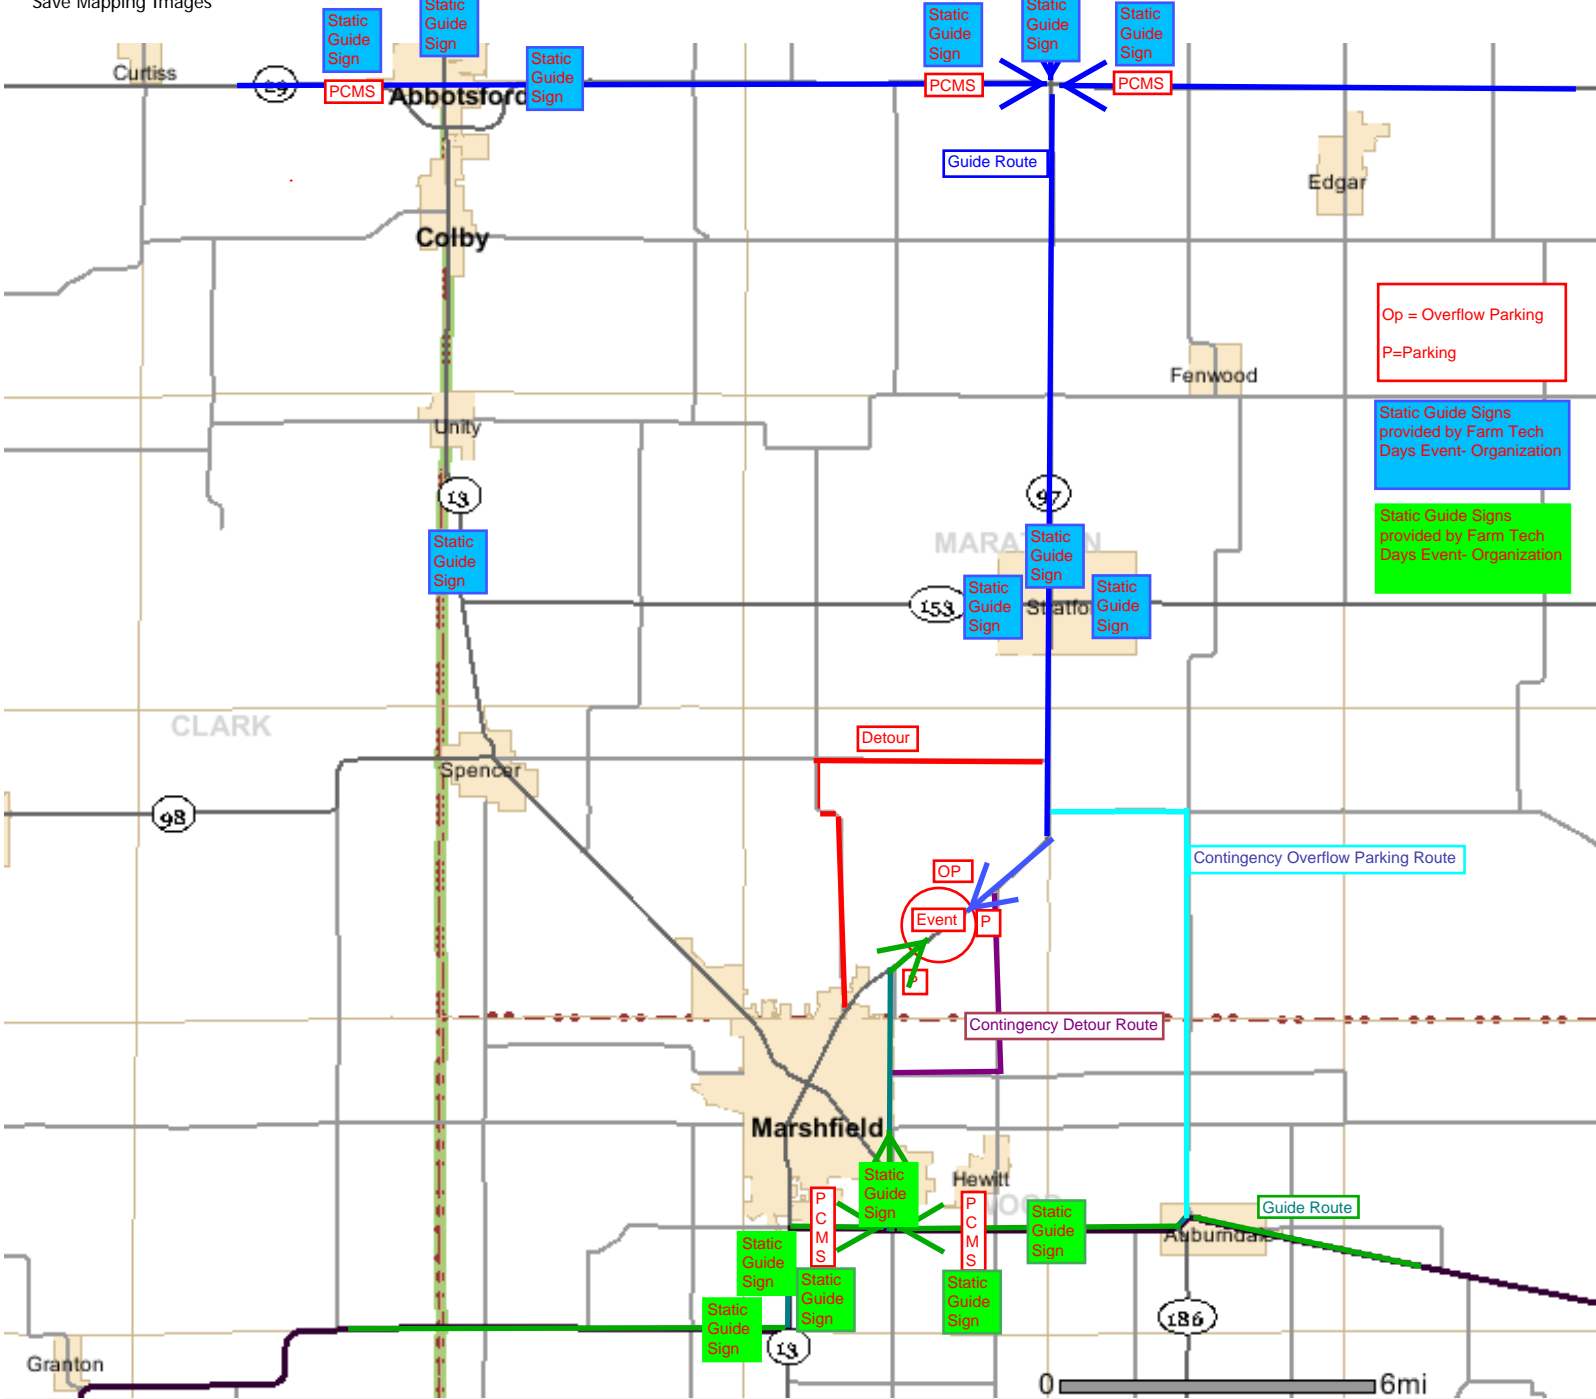 Save Mapping Images
Static
Guide
Sign
Static
Guide
Sign
Static
Guide
Sign
Static
Guide
Sign
Static
Guide
Sign
Static
Guide
Sign
Curtiss
29
PCMS
Abbotsford
PCMS
PCMS
Guide Route
Edgar
Colby
Op = Overflow Parking
P=Parking
Fenwood
Static Guide Signs
provided by Farm Tech
Days Event- Organization
Unity
13
97
Static Guide Signs
provided by Farm Tech
Days Event- Organization
Static
Guide
Sign
MARATHON
Static
Guide
Sign
153
Static
Guide
Sign
Stratfo
Static
Guide
Sign
CLARK
Detour
Spencer
98
Contingency Overflow Parking Route
OP
Event
P
P
Contingency Detour Route
Marshfield
Static
Guide
Sign
Hewitt
WOOD
P
C
M
S
P
C
M
S
Static
Guide
Sign
Guide Route
Auburndale
Static
Guide
Sign
Static
Guide
Sign
Static
Guide
Sign
Static
Guide
Sign
186
13
Granton
0
6mi